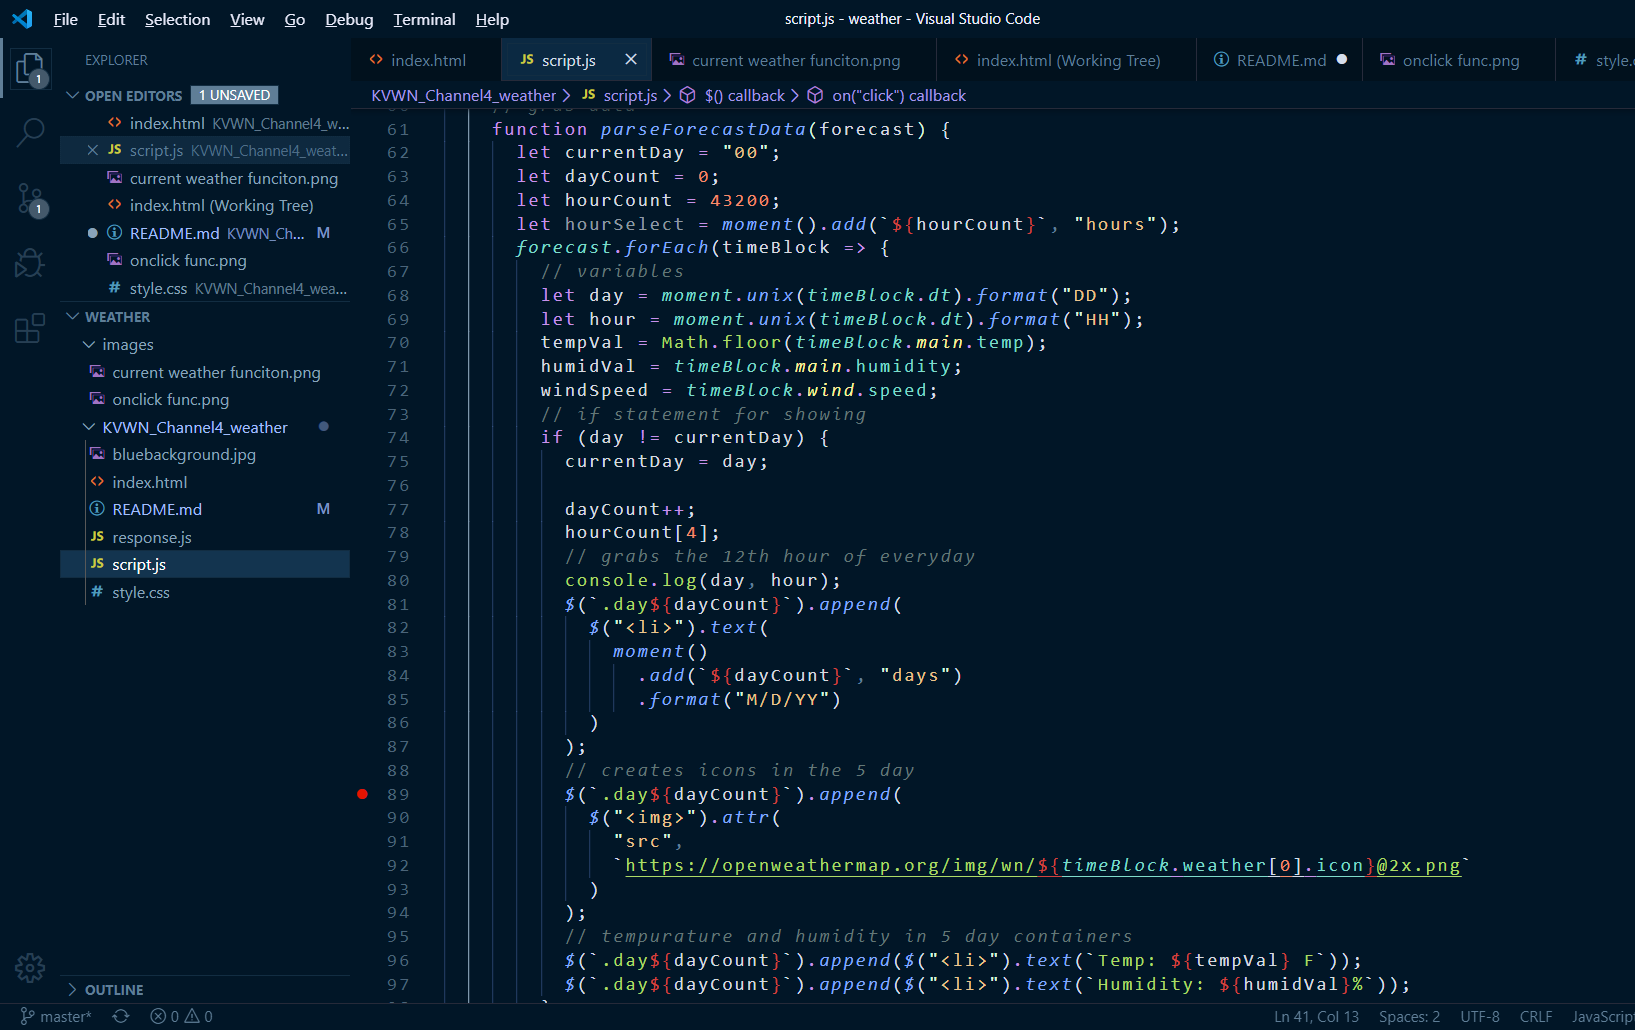 File Edit Selection View Go Debug Terminal Help
script.js - weather - Visual Studio Code
EXPLORER
OPEN EDITORS 1 UNSAVED
index.html KVWN_Channel4_w...
script.js KVWN_Channel4_weat...
current weather funciton.png
index.html (Working Tree)
README.md KVWN_Ch... M
onclick func.png
style.css KVWN_Channel4_wea...
WEATHER
images
current weather funciton.png
onclick func.png
KVWN_Channel4_weather
bluebackground.jpg
index.html
README.md M
response.js
script.js
style.css
OUTLINE
1
1
index.html script.js current weather funciton.png index.html (Working Tree) README.md onclick func.png style.c
KVWN_Channel4_weather > script.js > $() callback > on("click") callback
61 function parseForecastData(forecast) {
62 let currentDay = "00";
63 let dayCount = 0;
64 let hourCount = 43200;
65 let hourSelect = moment().add(`${hourCount}`, "hours");
66 forecast.forEach(timeBlock => {
67 // variables
68 let day = moment.unix(timeBlock.dt).format("DD");
69 let hour = moment.unix(timeBlock.dt).format("HH");
70 tempVal = Math.floor(timeBlock.main.temp);
71 humidVal = timeBlock.main.humidity;
72 windSpeed = timeBlock.wind.speed;
73 // if statement for showing
74 if (day != currentDay) {
75 currentDay = day;
76
77 dayCount++;
78 hourCount[4];
79 // grabs the 12th hour of everyday
80 console.log(day, hour);
81 $(`.day${dayCount}`).append(
82 $("<li>").text(
83 moment()
84 .add(`${dayCount}`, "days")
85 .format("M/D/YY")
86 )
87 );
88 // creates icons in the 5 day
89 $(`.day${dayCount}`).append(
90 $("<img>").attr(
91 "src",
92 `https://openweathermap.org/img/wn/${timeBlock.weather[0].icon}@2x.png`
93 )
94 );
95 // tempurature and humidity in 5 day containers
96 $(`.day${dayCount}`).append($("<li>").text(`Temp: ${tempVal} F`));
97 $(`.day${dayCount}`).append($("<li>").text(`Humidity: ${humidVal}%`));
master* 0 0 Ln 41, Col 13 Spaces: 2 UTF-8 CRLF JavaScript